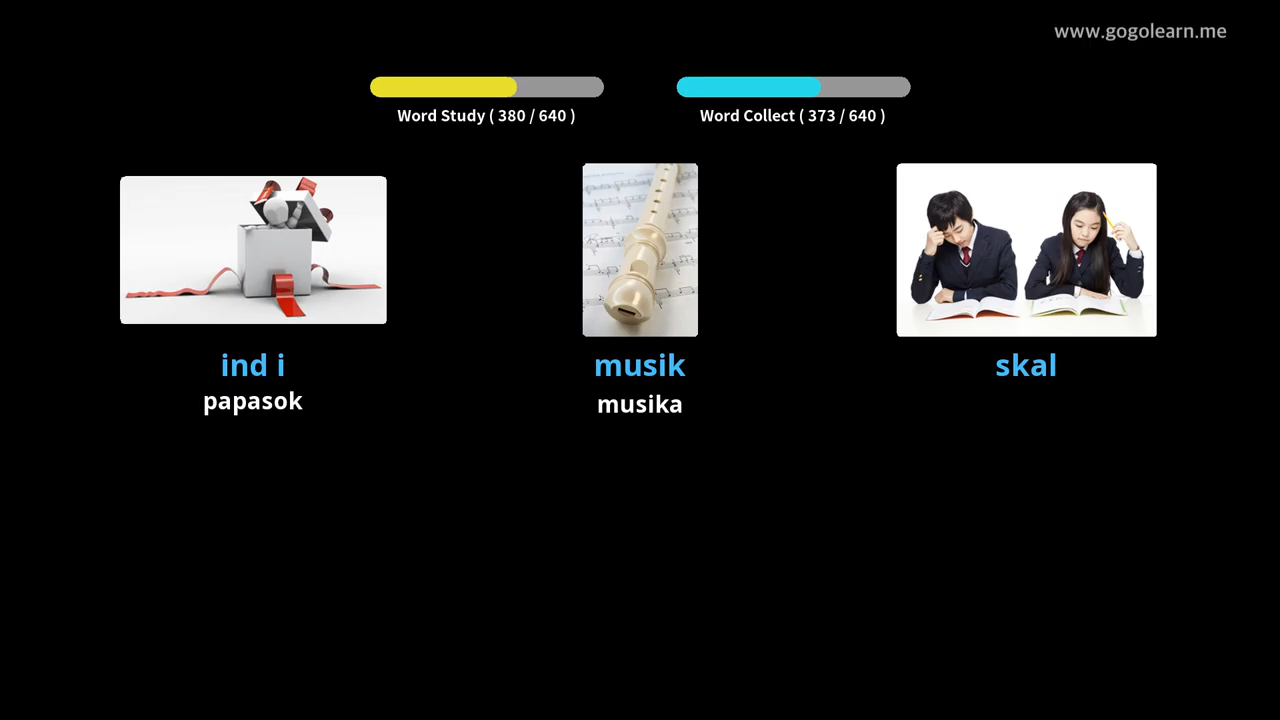 www.gogolearn.me
Word Study ( 380 / 640 )
Word Collect ( 373 / 640 )
ind i
papasok
musik
musika
skal